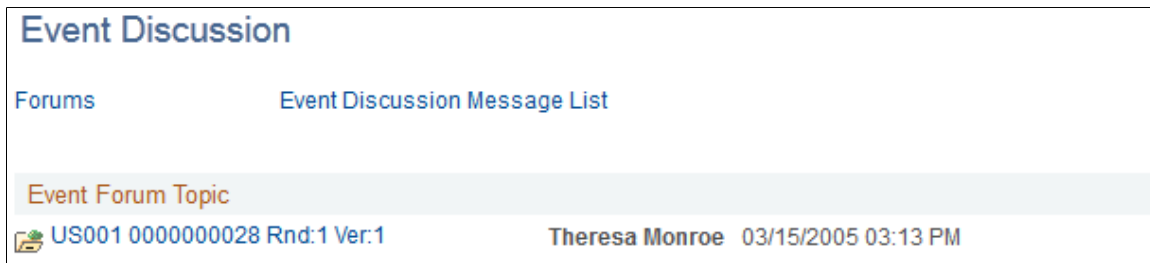 Event Discussion
Forums Event Discussion Message List
Event Forum Topic
US001 0000000028 Rnd:1 Ver:1 Theresa Monroe 03/15/2005 03:13 PM